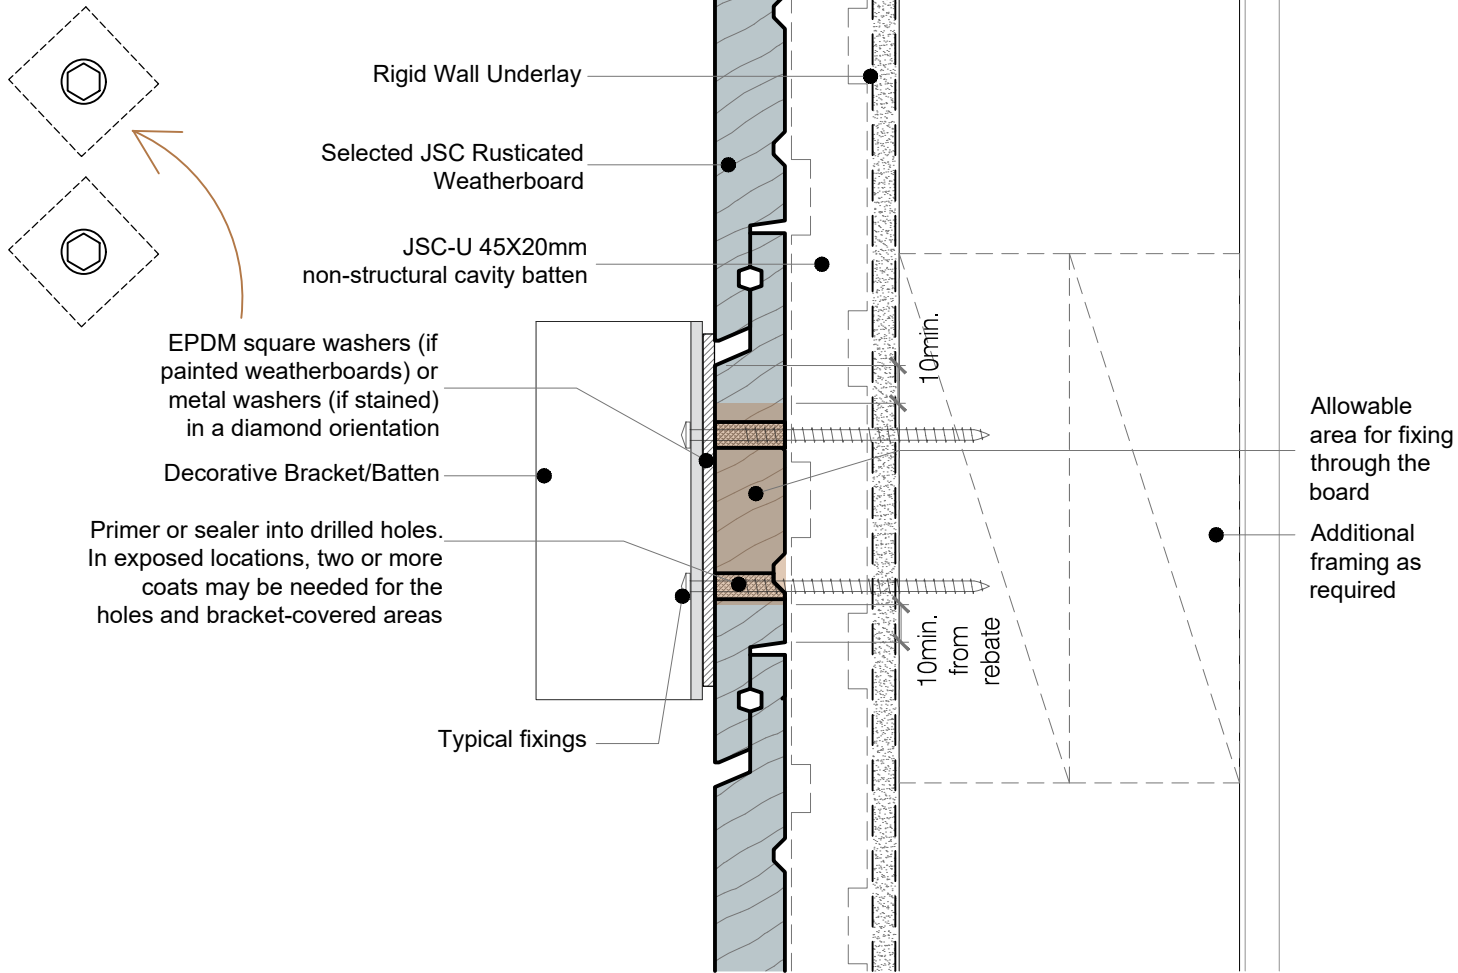 Rigid Wall Underlay
Selected JSC Rusticated
Weatherboard
JSC-U 45X20mm
non-structural cavity batten
EPDM square washers (if
painted weatherboards) or
metal washers (if stained)
in a diamond orientation
Decorative Bracket/Batten
Primer or sealer into drilled holes.
In exposed locations, two or more
coats may be needed for the
holes and bracket-covered areas
Typical fixings
10min.
10min.
from
rebate
Allowable
area for fixing
through the
board
Additional
framing as
required